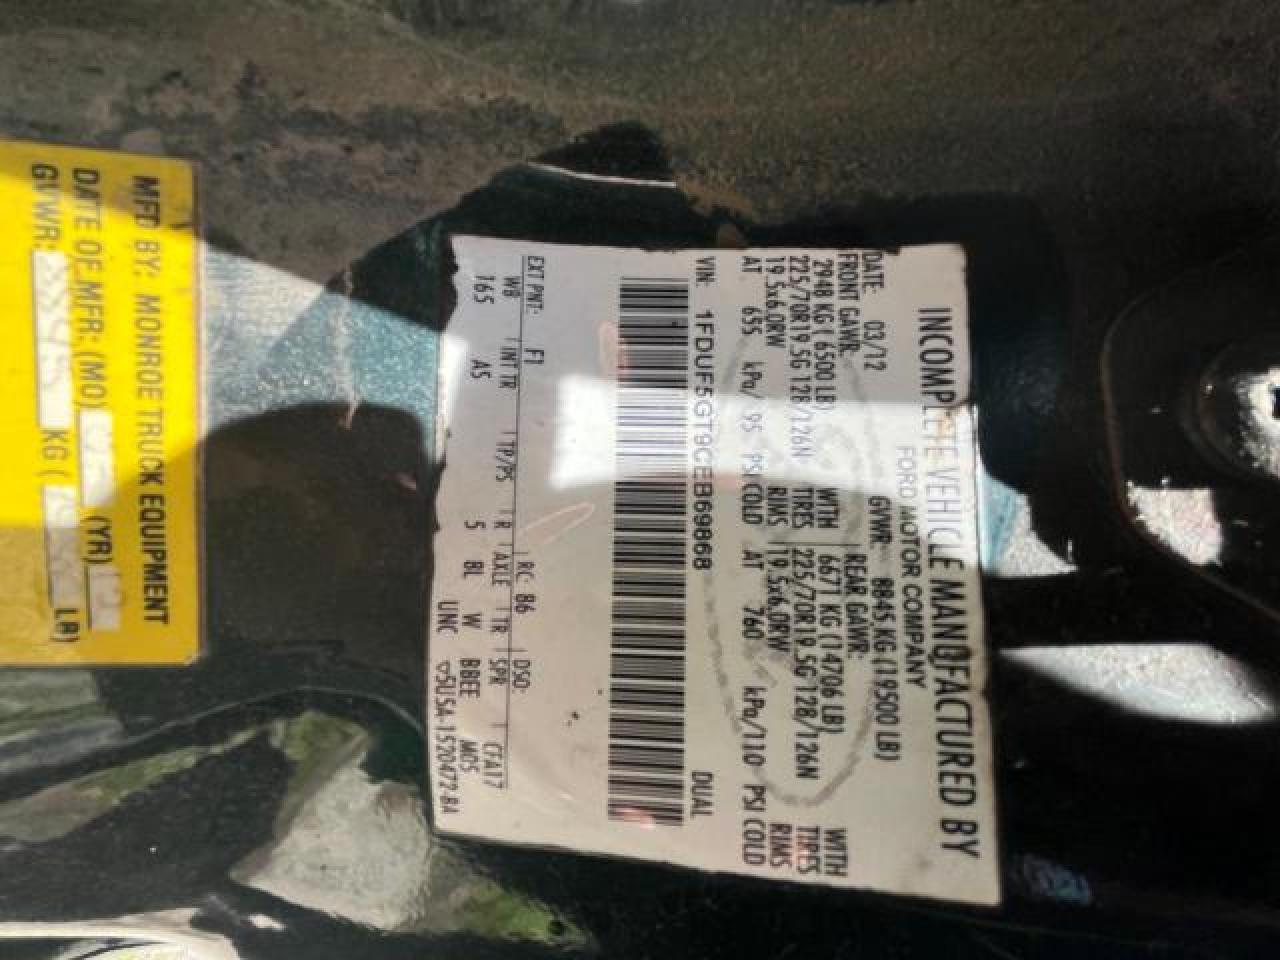 INCOMPLETE VEHICLE MANUFACTURED BY
FORD MOTOR COMPANY
DATE: 03/12 GVWR: 8845 KG (19500 LB)
FRONT GAWR: REAR GAWR:
2948 KG (6500 LB) WITH 6671 KG (14706 LB) WITH
225/70R19.5G 128/126N TIRES 225/70R19.5G 128/126N TIRES
19.5x6.0RW RIMS 19.5x6.0RW RIMS
AT 655 kPa/ 95 PSI COLD AT 760 kPa/110 PSI COLD
VIN: 1FDUF5GT9CEB69868 DUAL
EXT PNT: F1 RC: 86 DSO:
WB INT TR TP/PS R AXLE TR SPR CFA17
165 AS 5 BL W BBEE M05
UNC 5U5A-1520472-BA
MFD BY: MONROE TRUCK EQUIPMENT
DATE OF MFR: (MO) (YR)
GVWR: KG ( LB)